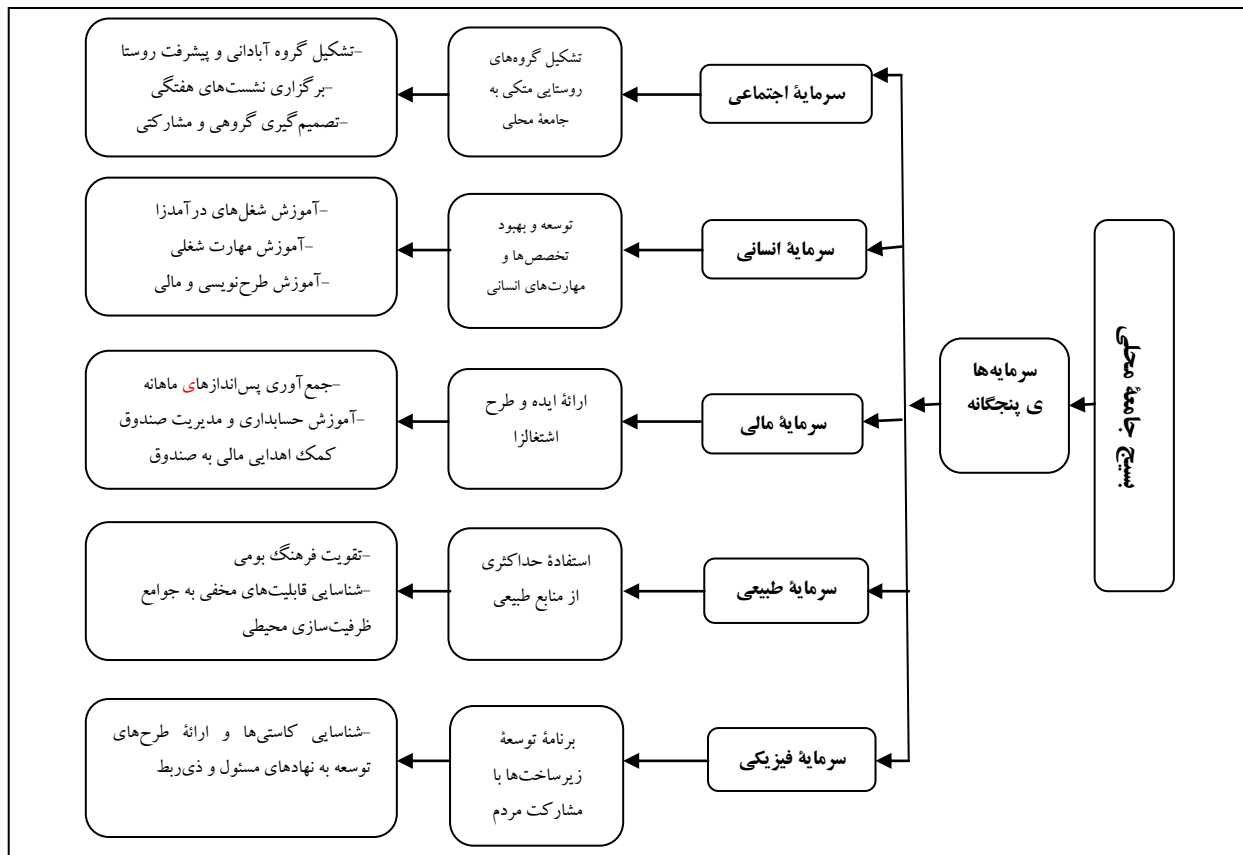 بسیج جامعهٔ محلی
سرمایه‌ها
ی پنجگانه
سرمایهٔ اجتماعی
تشکیل گروه‌های
روستایی متکی به
جامعهٔ محلی
-تشکیل گروه آبادانی و پیشرفت روستا
-برگزاری نشست‌های هفتگی
-تصمیم‌گیری گروهی و مشارکتی
سرمایهٔ انسانی
توسعه و بهبود
تخصص‌ها و
مهارت‌های انسانی
-آموزش شغل‌های درآمدزا
-آموزش مهارت شغلی
-آموزش طرح‌نویسی و مالی
سرمایهٔ مالی
ارائهٔ ایده و طرح
اشتغالزا
-جمع‌آوری پس‌اندازهای ماهانه
-آموزش حسابداری و مدیریت صندوق
کمک اهدایی مالی به صندوق
سرمایهٔ طبیعی
استفادهٔ حداکثری
از منابع طبیعی
-تقویت فرهنگ بومی
-شناسایی قابلیت‌های مخفی به جوامع
ظرفیت‌سازی محیطی
سرمایهٔ فیزیکی
برنامهٔ توسعهٔ
زیرساخت‌ها با
مشارکت مردم
-شناسایی کاستی‌ها و ارائهٔ طرح‌های
توسعه به نهادهای مسئول و ذی‌ربط